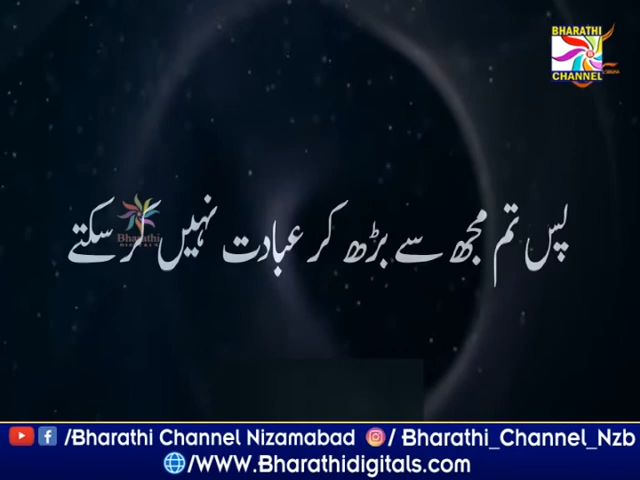 BHARATHI
CHANNEL
پس تم مجھ سے بڑھ کر عبادت نہیں کر سکتے
Bharathi
/Bharathi Channel Nizamabad / Bharathi_Channel_Nzb
/WWW.Bharathidigitals.com